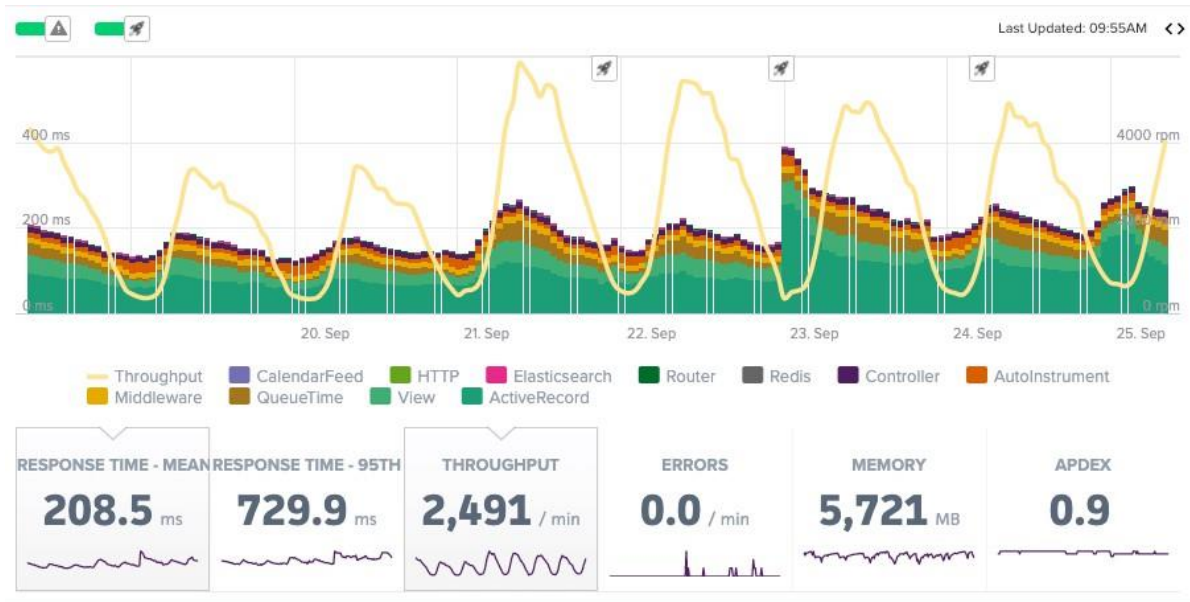 Last Updated: 09:55AM
400 ms
4000 rpm
200 ms
0 ms
0 rpm
20. Sep
21. Sep
22. Sep
23. Sep
24. Sep
25. Sep
Throughput CalendarFeed HTTP Elasticsearch Router Redis Controller AutoInstrument
Middleware QueueTime View ActiveRecord
RESPONSE TIME - MEAN RESPONSE TIME - 95TH THROUGHPUT ERRORS MEMORY APDEX
208.5 ms 729.9 ms 2,491 / min 0.0 / min 5,721 MB 0.9